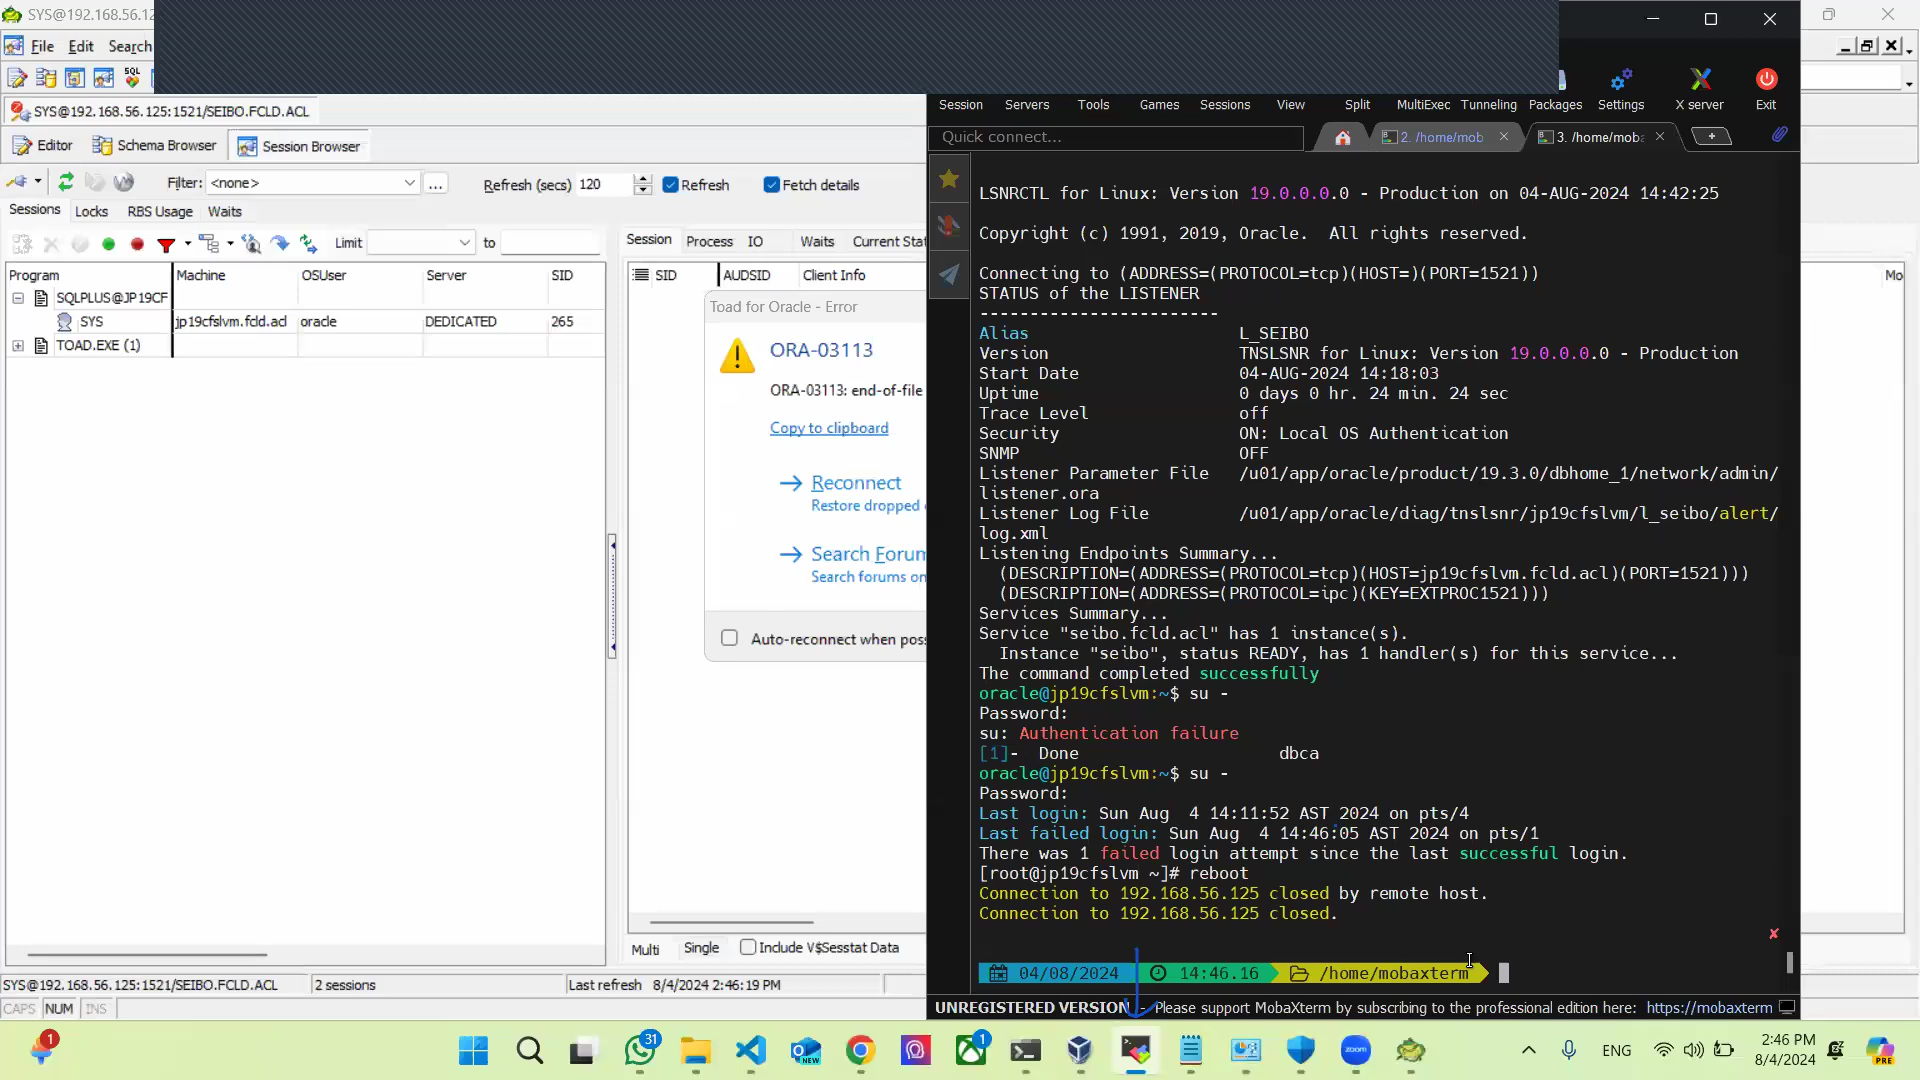 SYS@192.168.56.12
File Edit Search
SQL
SYS@192.168.56.125:1521/SEIBO.FCLD.ACL
Editor Schema Browser Session Browser
Filter: <none> ... Refresh (secs) 120 Refresh Fetch details
Sessions Locks RBS Usage Waits
Limit to
Program Machine OSUser Server SID
SQLPLUS@JP19CF
SYS jp19cfslvm.fcld.acl oracle DEDICATED 265
TOAD.EXE (1)
Session Process IO Waits Current Stat
SID AUDSID Client Info
Mo
Toad for Oracle - Error
ORA-03113
ORA-03113: end-of-file
Copy to clipboard
Reconnect
Restore dropped
Search Forum
Search forums on
Auto-reconnect when poss
Multi Single Include V$Sesstat Data
SYS@192.168.56.125:1521/SEIBO.FCLD.ACL 2 sessions Last refresh 8/4/2024 2:46:19 PM
CAPS NUM INS
Session Servers Tools Games Sessions View Split MultiExec Tunneling Packages Settings X server Exit
Quick connect... 2. /home/mob 3. /home/moba
LSNRCTL for Linux: Version 19.0.0.0.0 - Production on 04-AUG-2024 14:42:25
Copyright (c) 1991, 2019, Oracle.  All rights reserved.
Connecting to (ADDRESS=(PROTOCOL=tcp)(HOST=)(PORT=1521))
STATUS of the LISTENER
------------------------
Alias L_SEIBO
Version TNSLSNR for Linux: Version 19.0.0.0.0 - Production
Start Date 04-AUG-2024 14:18:03
Uptime 0 days 0 hr. 24 min. 24 sec
Trace Level off
Security ON: Local OS Authentication
SNMP OFF
Listener Parameter File /u01/app/oracle/product/19.3.0/dbhome_1/network/admin/
listener.ora
Listener Log File /u01/app/oracle/diag/tnslsnr/jp19cfslvm/l_seibo/alert/
log.xml
Listening Endpoints Summary...
(DESCRIPTION=(ADDRESS=(PROTOCOL=tcp)(HOST=jp19cfslvm.fcld.acl)(PORT=1521)))
(DESCRIPTION=(ADDRESS=(PROTOCOL=ipc)(KEY=EXTPROC1521)))
Services Summary...
Service "seibo.fcld.acl" has 1 instance(s).
Instance "seibo", status READY, has 1 handler(s) for this service...
The command completed successfully
oracle@jp19cfslvm:~$ su -
Password:
su: Authentication failure
[1]- Done dbca
oracle@jp19cfslvm:~$ su -
Password:
Last login: Sun Aug  4 14:11:52 AST 2024 on pts/4
Last failed login: Sun Aug  4 14:46:05 AST 2024 on pts/1
There was 1 failed login attempt since the last successful login.
[root@jp19cfslvm ~]# reboot
Connection to 192.168.56.125 closed by remote host.
Connection to 192.168.56.125 closed.
04/08/2024 14:46.16 /home/mobaxterm
UNREGISTERED VERSION - Please support MobaXterm by subscribing to the professional edition here: https://mobaxterm
1 31 NEW 1 zoom ENG 2:46 PM PRE
8/4/2024